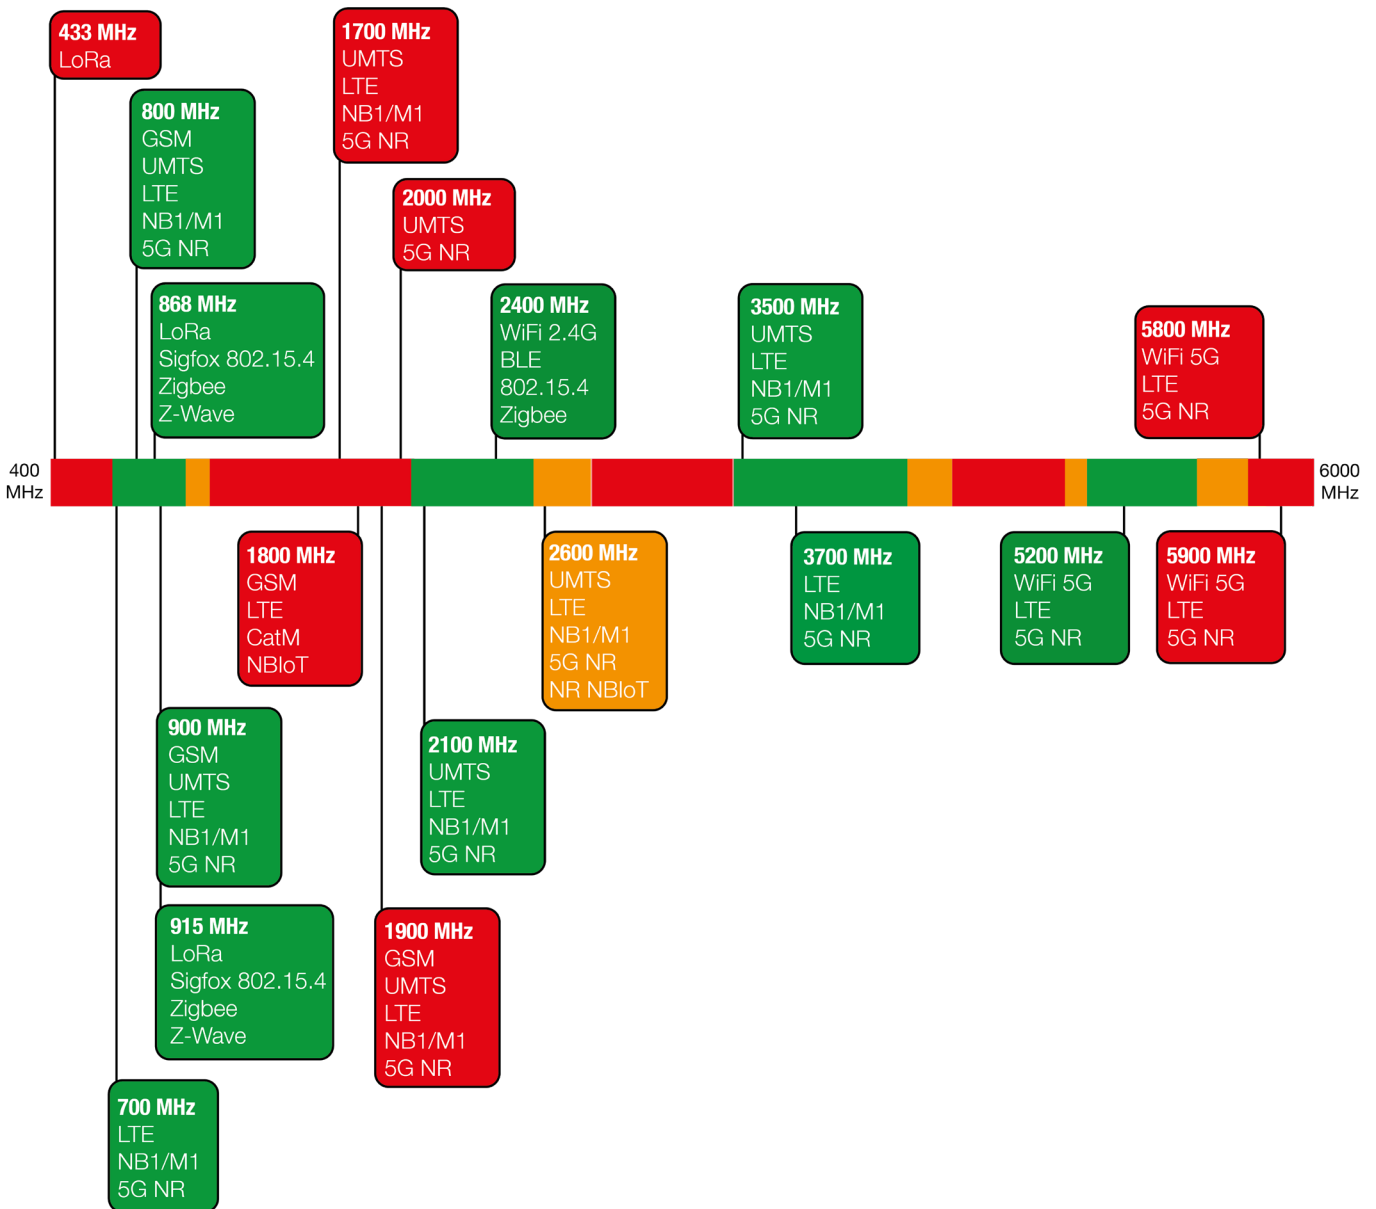 433 MHz
LoRa
800 MHz
GSM
UMTS
LTE
NB1/M1
5G NR
868 MHz
LoRa
Sigfox 802.15.4
Zigbee
Z-Wave
1700 MHz
UMTS
LTE
NB1/M1
5G NR
2000 MHz
UMTS
5G NR
2400 MHz
WiFi 2.4G
BLE
802.15.4
Zigbee
3500 MHz
UMTS
LTE
NB1/M1
5G NR
5800 MHz
WiFi 5G
LTE
5G NR
400
MHz
6000
MHz
1800 MHz
GSM
LTE
CatM
NBIoT
2600 MHz
UMTS
LTE
NB1/M1
5G NR
NR NBIoT
3700 MHz
LTE
NB1/M1
5G NR
5200 MHz
WiFi 5G
LTE
5G NR
5900 MHz
WiFi 5G
LTE
5G NR
900 MHz
GSM
UMTS
LTE
NB1/M1
5G NR
2100 MHz
UMTS
LTE
NB1/M1
5G NR
915 MHz
LoRa
Sigfox 802.15.4
Zigbee
Z-Wave
1900 MHz
GSM
UMTS
LTE
NB1/M1
5G NR
700 MHz
LTE
NB1/M1
5G NR